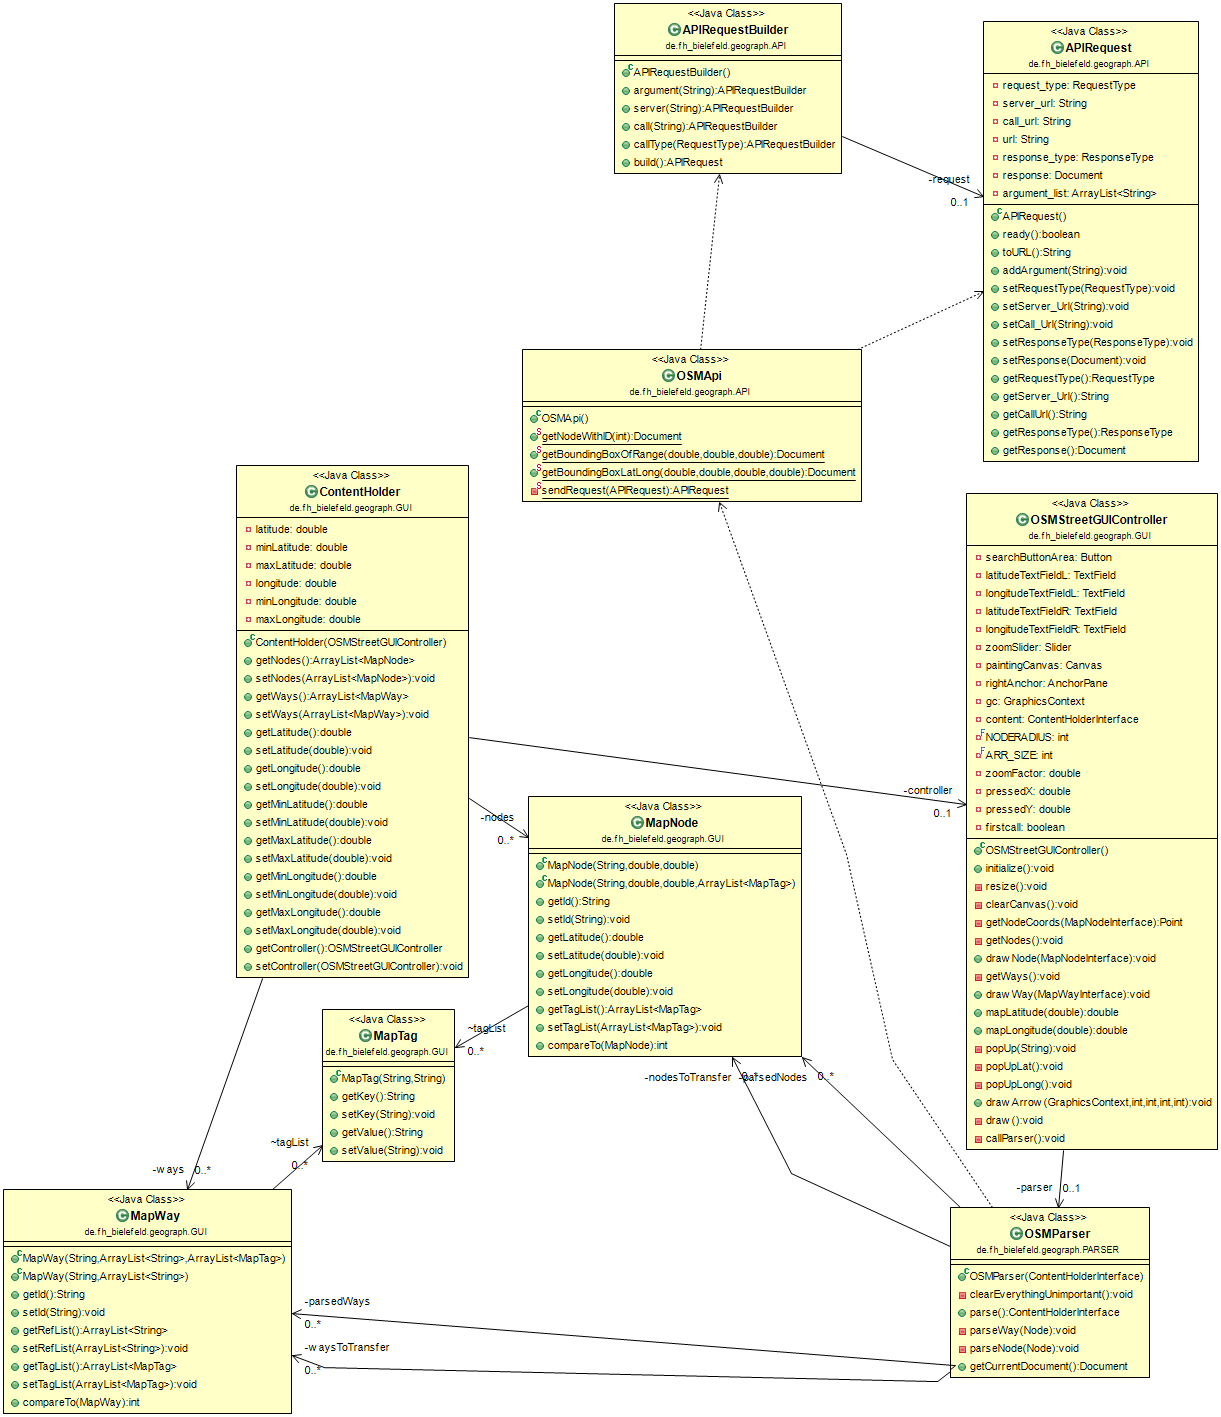 <<Java Class>>
APIRequestBuilder
de.fh_bielefeld.geograph.API
APIRequestBuilder()
argument(String):APIRequestBuilder
server(String):APIRequestBuilder
call(String):APIRequestBuilder
callType(RequestType):APIRequestBuilder
build():APIRequest
-request
0..1
<<Java Class>>
APIRequest
de.fh_bielefeld.geograph.API
request_type: RequestType
server_url: String
call_url: String
url: String
response_type: ResponseType
response: Document
argument_list: ArrayList<String>
APIRequest()
ready():boolean
toURL():String
addArgument(String):void
setRequestType(RequestType):void
setServer_Url(String):void
setCall_Url(String):void
setResponseType(ResponseType):void
setResponse(Document):void
getRequestType():RequestType
getServer_Url():String
getCallUrl():String
getResponseType():ResponseType
getResponse():Document
<<Java Class>>
OSMApi
de.fh_bielefeld.geograph.API
OSMApi()
getNodeWithID(int):Document
getBoundingBoxOfRange(double,double,double):Document
getBoundingBoxLatLong(double,double,double,double):Document
sendRequest(APIRequest):APIRequest
<<Java Class>>
ContentHolder
de.fh_bielefeld.geograph.GUI
latitude: double
minLatitude: double
maxLatitude: double
longitude: double
minLongitude: double
maxLongitude: double
ContentHolder(OSMStreetGUIController)
getNodes():ArrayList<MapNode>
setNodes(ArrayList<MapNode>):void
getWays():ArrayList<MapWay>
setWays(ArrayList<MapWay>):void
getLatitude():double
setLatitude(double):void
getLongitude():double
setLongitude(double):void
getMinLatitude():double
setMinLatitude(double):void
getMaxLatitude():double
setMaxLatitude(double):void
getMinLongitude():double
setMinLongitude(double):void
getMaxLongitude():double
setMaxLongitude(double):void
getController():OSMStreetGUIController
setController(OSMStreetGUIController):void
-controller
0..1
-nodes
0..*
<<Java Class>>
OSMStreetGUIController
de.fh_bielefeld.geograph.GUI
searchButtonArea: Button
latitudeTextFieldL: TextField
longitudeTextFieldL: TextField
latitudeTextFieldR: TextField
longitudeTextFieldR: TextField
zoomSlider: Slider
paintingCanvas: Canvas
rightAnchor: AnchorPane
gc: GraphicsContext
content: ContentHolderInterface
NODERADIUS: int
ARR_SIZE: int
zoomFactor: double
pressedX: double
pressedY: double
firstcall: boolean
OSMStreetGUIController()
initialize():void
resize():void
clearCanvas():void
getNodeCoords(MapNodeInterface):Point
getNodes():void
drawNode(MapNodeInterface):void
getWays():void
drawWay(MapWayInterface):void
mapLatitude(double):double
mapLongitude(double):double
popUp(String):void
popUpLat():void
popUpLong():void
drawArrow(GraphicsContext,int,int,int,int):void
draw():void
callParser():void
<<Java Class>>
MapNode
de.fh_bielefeld.geograph.GUI
MapNode(String,double,double)
MapNode(String,double,double,ArrayList<MapTag>)
getId():String
setId(String):void
getLatitude():double
setLatitude(double):void
getLongitude():double
setLongitude(double):void
getTagList():ArrayList<MapTag>
setTagList(ArrayList<MapTag>):void
compareTo(MapNode):int
~tagList
0..*
<<Java Class>>
MapTag
de.fh_bielefeld.geograph.GUI
MapTag(String,String)
getKey():String
setKey(String):void
getValue():String
setValue(String):void
-nodesToTransfer
0..*
-parsedNodes
0..*
~tagList
0..*
-ways
0..*
-parser
0..1
<<Java Class>>
MapWay
de.fh_bielefeld.geograph.GUI
MapWay(String,ArrayList<String>,ArrayList<MapTag>)
MapWay(String,ArrayList<String>)
getId():String
setId(String):void
getRefList():ArrayList<String>
setRefList(ArrayList<String>):void
getTagList():ArrayList<MapTag>
setTagList(ArrayList<MapTag>):void
compareTo(MapWay):int
-parsedWays
0..*
-waysToTransfer
0..*
<<Java Class>>
OSMParser
de.fh_bielefeld.geograph.PARSER
OSMParser(ContentHolderInterface)
clearEverythingUnimportant():void
parse():ContentHolderInterface
parseWay(Node):void
parseNode(Node):void
getCurrentDocument():Document